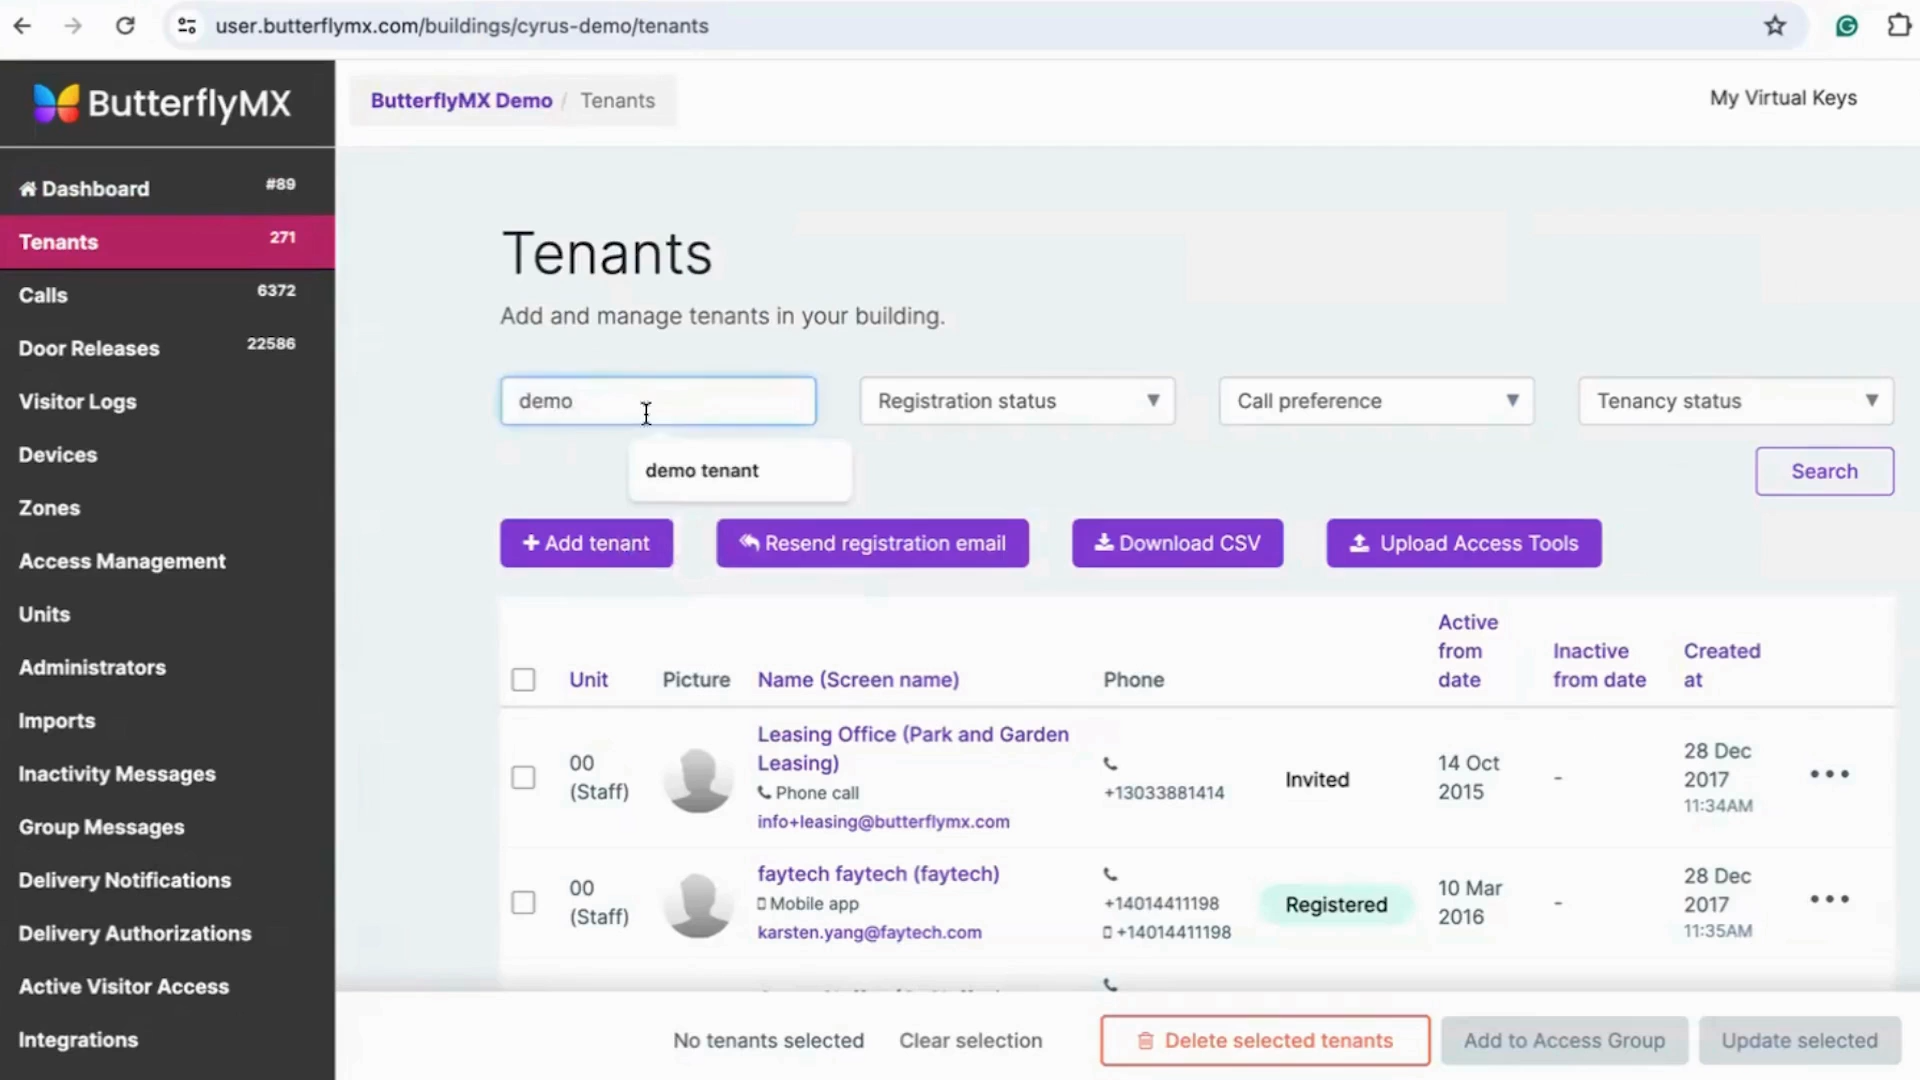 user.butterflymx.com/buildings/cyrus-demo/tenants
ButterflyMX
ButterflyMX Demo / Tenants
My Virtual Keys
Dashboard #89
Tenants 271
Calls 6372
Door Releases 22586
Visitor Logs
Devices
Zones
Access Management
Units
Administrators
Imports
Inactivity Messages
Group Messages
Delivery Notifications
Delivery Authorizations
Active Visitor Access
Integrations
Tenants
Add and manage tenants in your building.
demo
Registration status
Call preference
Tenancy status
demo tenant
Search
+ Add tenant
Resend registration email
Download CSV
Upload Access Tools
Unit
Picture
Name (Screen name)
Phone
Active
from
date
Inactive
from date
Created
at
00
(Staff)
Leasing Office (Park and Garden
Leasing)
Phone call
info+leasing@butterflymx.com
+13033881414
Invited
14 Oct
2015
-
28 Dec
2017
11:34AM
•••
00
(Staff)
faytech faytech (faytech)
Mobile app
karsten.yang@faytech.com
+14014411198
+14014411198
Registered
10 Mar
2016
-
28 Dec
2017
11:35AM
•••
No tenants selected
Clear selection
Delete selected tenants
Add to Access Group
Update selected